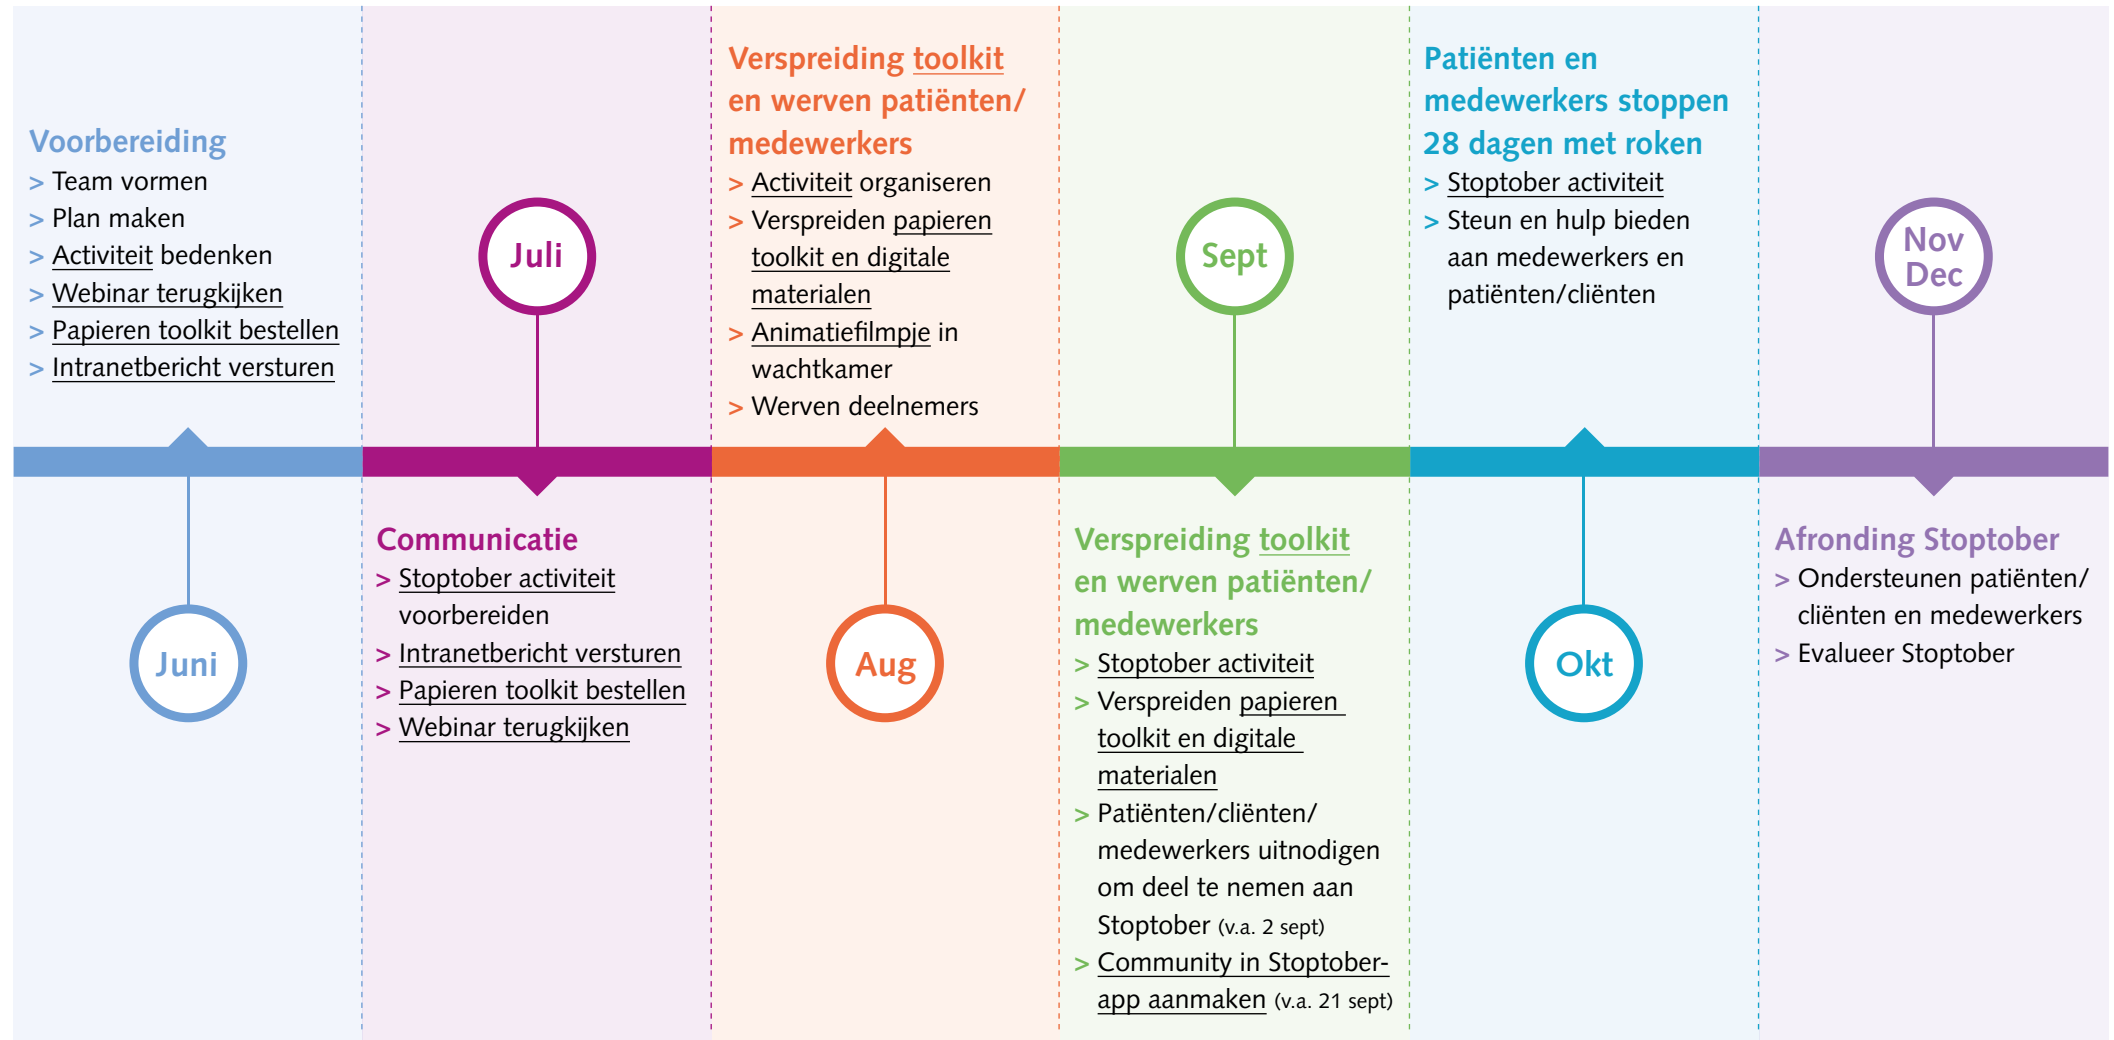 Voorbereiding
> Team vormen
> Plan maken
> Activiteit bedenken
> Webinar terugkijken
> Papieren toolkit bestellen
> Intranetbericht versturen
Juni
Juli
Communicatie
> Stoptober activiteit
voorbereiden
> Intranetbericht versturen
> Papieren toolkit bestellen
> Webinar terugkijken
Verspreiding toolkit
en werven patiënten/
medewerkers
> Activiteit organiseren
> Verspreiden papieren
toolkit en digitale
materialen
> Animatiefilmpje in
wachtkamer
> Werven deelnemers
Aug
Sept
Verspreiding toolkit
en werven patiënten/
medewerkers
> Stoptober activiteit
> Verspreiden papieren
toolkit en digitale
materialen
> Patiënten/cliënten/
medewerkers uitnodigen
om deel te nemen aan
Stoptober (v.a. 2 sept)
> Community in Stoptober-
app aanmaken (v.a. 21 sept)
Patiënten en
medewerkers stoppen
28 dagen met roken
> Stoptober activiteit
> Steun en hulp bieden
aan medewerkers en
patiënten/cliënten
Okt
Nov
Dec
Afronding Stoptober
> Ondersteunen patiënten/
cliënten en medewerkers
> Evalueer Stoptober